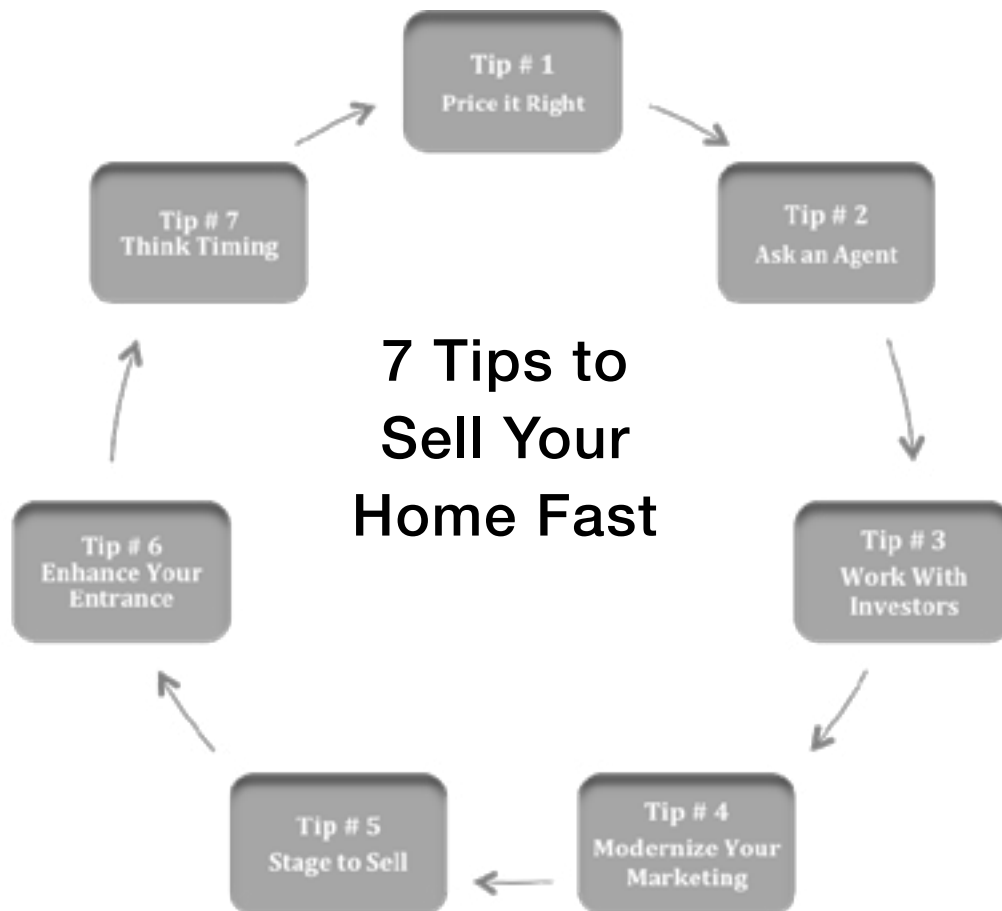 Tip # 1
Price it Right
Tip # 2
Ask an Agent
Tip # 3
Work With
Investors
Tip # 4
Modernize Your
Marketing
Tip # 5
Stage to Sell
Tip # 6
Enhance Your
Entrance
Tip # 7
Think Timing
7 Tips to
Sell Your
Home Fast